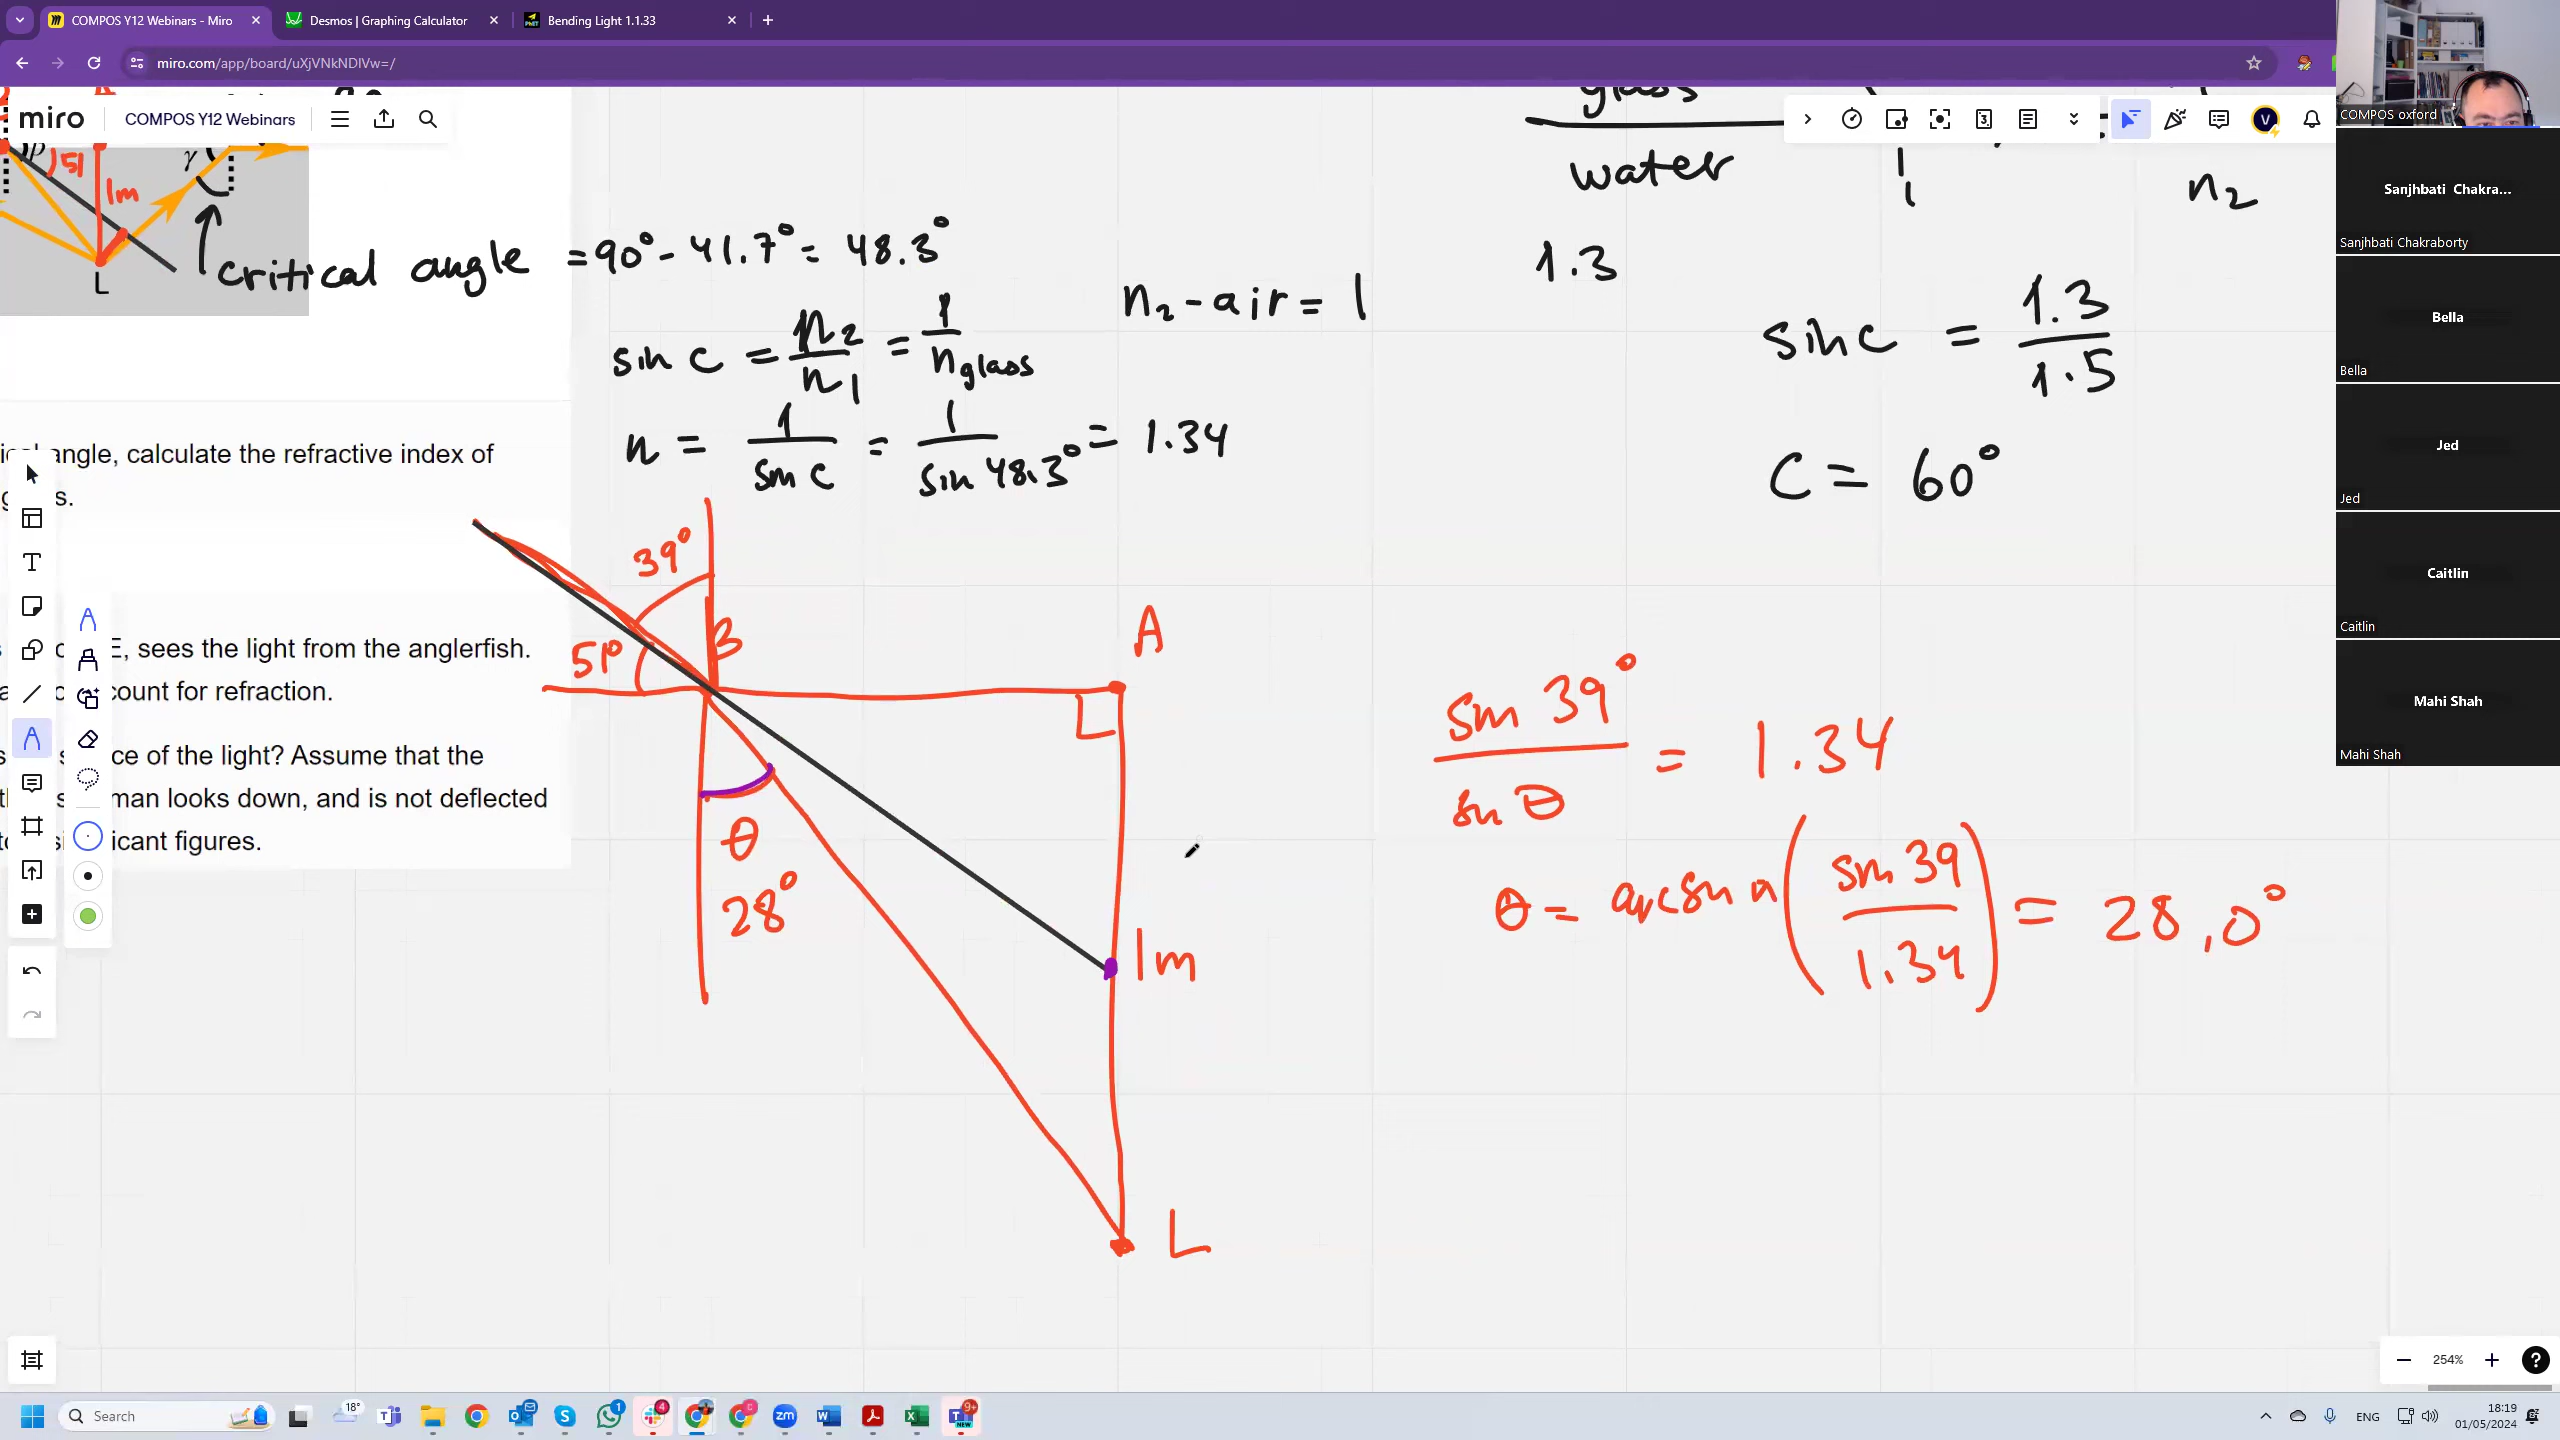 COMPOS Y12 Webinars - Miro
Desmos | Graphing Calculator
Bending Light 1.1.33
miro.com/app/board/uXjVNkNDlVw=/
miro
COMPOS Y12 Webinars
COMPOS oxford
Sanjhbati Chakra...
Sanjhbati Chakraborty
Bella
Bella
Jed
Jed
Caitlin
Caitlin
Mahi Shah
Mahi Shah
glass
water
n2
1.3
γ
51
1m
L
critical angle = 90° - 41.7° = 48.3°
n2 - air = 1
sin c = n2/n1 = 1/nglass
n = 1/sin c = 1/sin 48.3° = 1.34
sin c = 1.3/1.5
c = 60°
angle, calculate the refractive index of
s.
E, sees the light from the anglerfish.
count for refraction.
ce of the light? Assume that the
man looks down, and is not deflected
icant figures.
39°
51°
B
A
θ
28°
1m
L
sin 39°/sin θ = 1.34
θ = arcsin (sin 39/1.34) = 28,0°
254%
18°
Search
ENG
18:19
01/05/2024